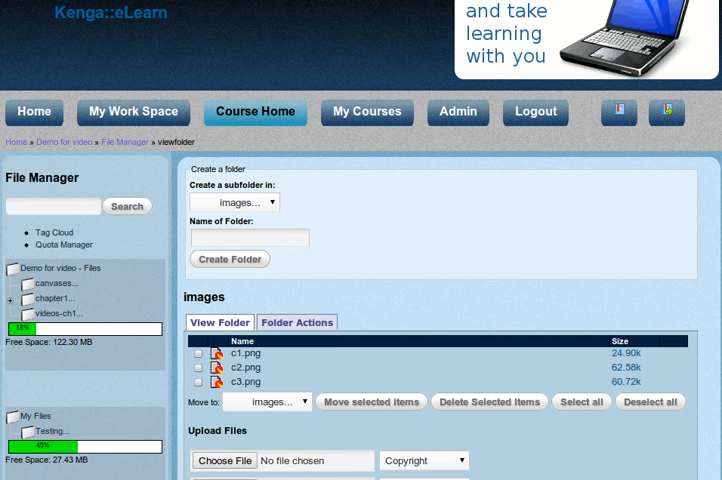 Kenga::eLearn
and take
learning
with you
Home
My Work Space
Course Home
My Courses
Admin
Logout
Home » Demo for video » File Manager » viewfolder
File Manager
Search
Tag Cloud
Quota Manager
Demo for video - Files
canvases...
chapter1...
videos-ch1...
18%
Free Space: 122.30 MB
My Files
Testing...
45%
Free Space: 27.43 MB
Create a folder
Create a subfolder in:
images...
Name of Folder:
Create Folder
images
View Folder
Folder Actions
Name Size
c1.png 24.90k
c2.png 62.58k
c3.png 60.72k
Move to: images... Move selected items Delete Selected Items Select all Deselect all
Upload Files
Choose File No file chosen Copyright